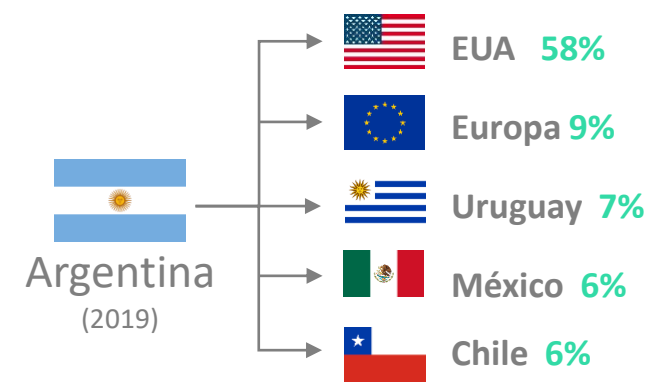 Argentina
(2019)
EUA 58%
Europa 9%
Uruguay 7%
México 6%
Chile 6%